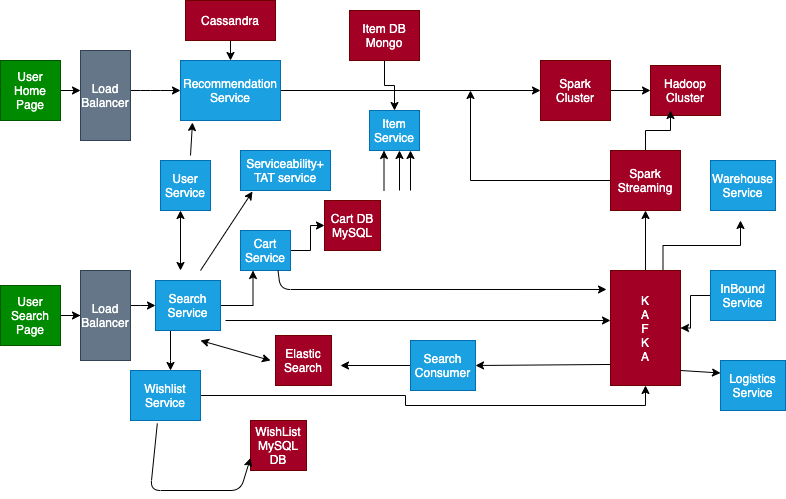 Cassandra
Item DB
Mongo
User
Home
Page
Load
Balancer
Recommendation
Service
Spark
Cluster
Hadoop
Cluster
Item
Service
User
Service
Serviceability+
TAT service
Spark
Streaming
Warehouse
Service
Cart DB
MySQL
Cart
Service
User
Search
Page
Load
Balancer
Search
Service
K
A
F
K
A
InBound
Service
Elastic
Search
Search
Consumer
Logistics
Service
Wishlist
Service
WishList
MySQL
DB